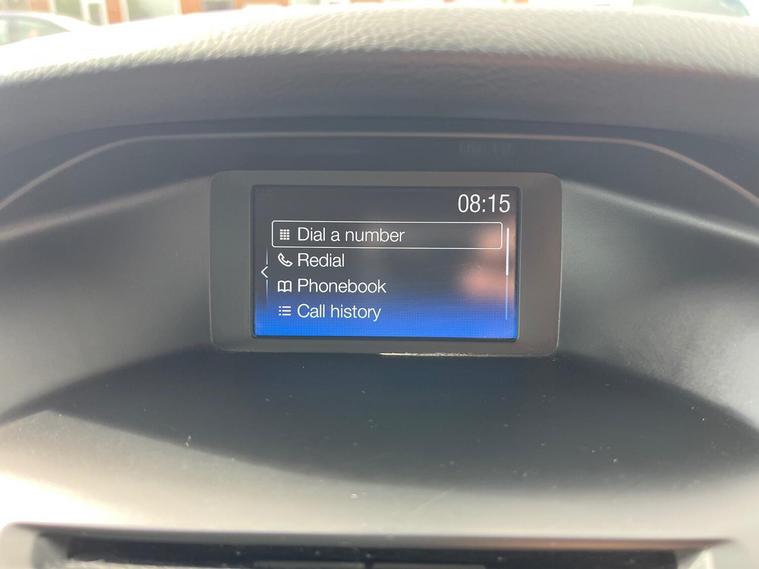 08:15
Dial a number
Redial
Phonebook
Call history